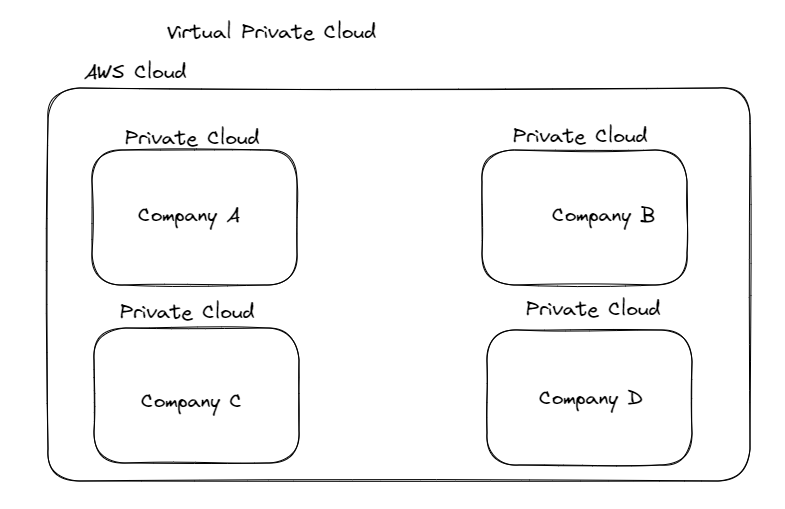 Virtual Private Cloud
AWS Cloud
Private Cloud
Private Cloud
Company A
Company B
Private Cloud
Private Cloud
Company C
Company D